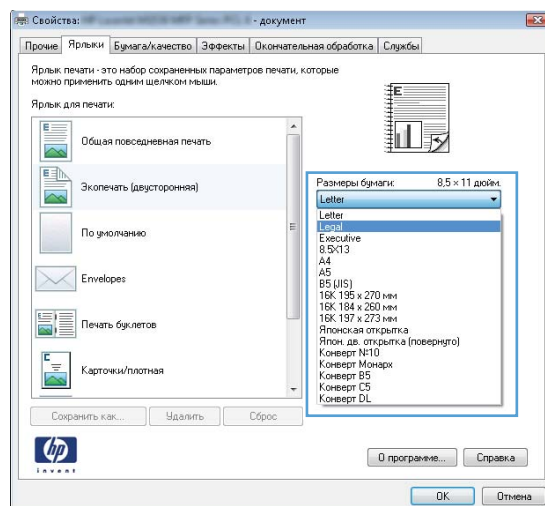 Свойства: - документ
Прочие Ярлыки Бумага/качество Эффекты Окончательная обработка Службы
Ярлык печати - это набор сохраненных параметров печати, которые
можно применить одним щелчком мыши.
Ярлык для печати:
Общая повседневная печать
Экопечать (двусторонняя)
По умолчанию
Envelopes
Печать буклетов
Карточки/плотная
Размеры бумаги: 8,5 × 11 дюйм.
Letter
Letter
Legal
Executive
8.5X13
A4
A5
B5 (JIS)
16K 195 x 270 мм
16K 184 x 260 мм
16K 197 x 273 мм
Японская открытка
Япон. дв. открытка (повернуто)
Конверт №10
Конверт Монарх
Конверт B5
Конверт C5
Конверт DL
Сохранить как... Удалить Сброс
hp
invent
О программе... Справка
OK Отмена